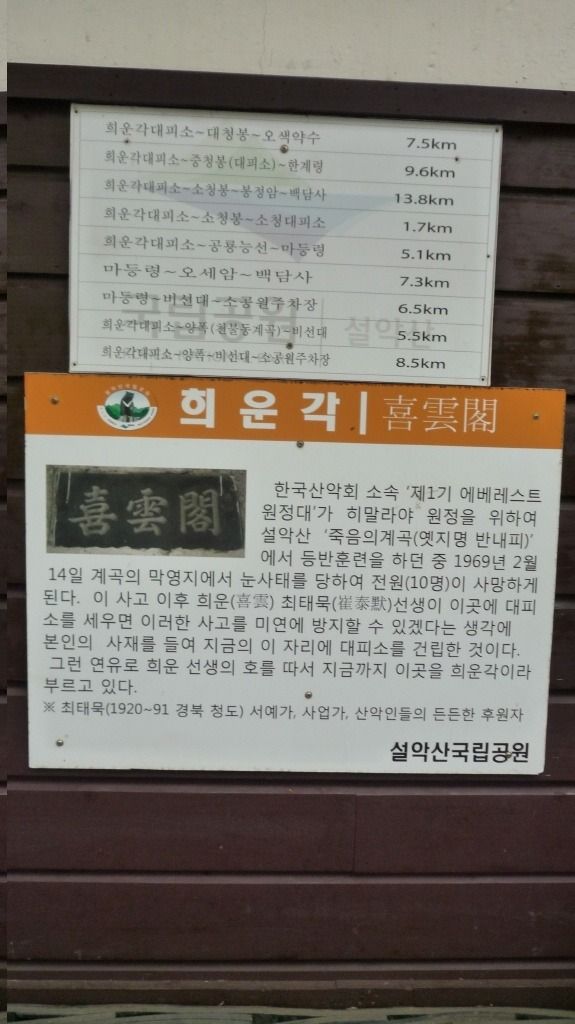 희운각대피소~대청봉~오색약수 7.5km
희운각대피소~중청봉(대피소)~한계령 9.6km
희운각대피소~소청봉~봉정암~백담사 13.8km
희운각대피소~소청봉~소청대피소 1.7km
희운각대피소~공룡능선~마등령 5.1km
마등령~오세암~백담사 7.3km
마등령~비선대~소공원주차장 6.5km
국립공원 | 설악산
희운각대피소~양폭(천불동계곡)~비선대 5.5km
희운각대피소~양폭~비선대~소공원주차장 8.5km
희운각 | 喜雲閣
喜雲閣
한국산악회 소속 '제1기 에베레스트
원정대'가 히말라야 원정을 위하여
설악산 '죽음의계곡(옛지명 반내피)'
에서 등반훈련을 하던 중 1969년 2월
14일 계곡의 막영지에서 눈사태를 당하여 전원(10명)이 사망하게
된다. 이 사고 이후 희운(喜雲) 최태묵(崔泰默)선생이 이곳에 대피
소를 세우면 이러한 사고를 미연에 방지할 수 있겠다는 생각에
본인의 사재를 들여 지금의 이 자리에 대피소를 건립한 것이다.
그런 연유로 희운 선생의 호를 따서 지금까지 이곳을 희운각이라
부르고 있다.
※ 최태묵(1920~91 경북 청도) 서예가, 사업가, 산악인들의 든든한 후원자
설악산국립공원